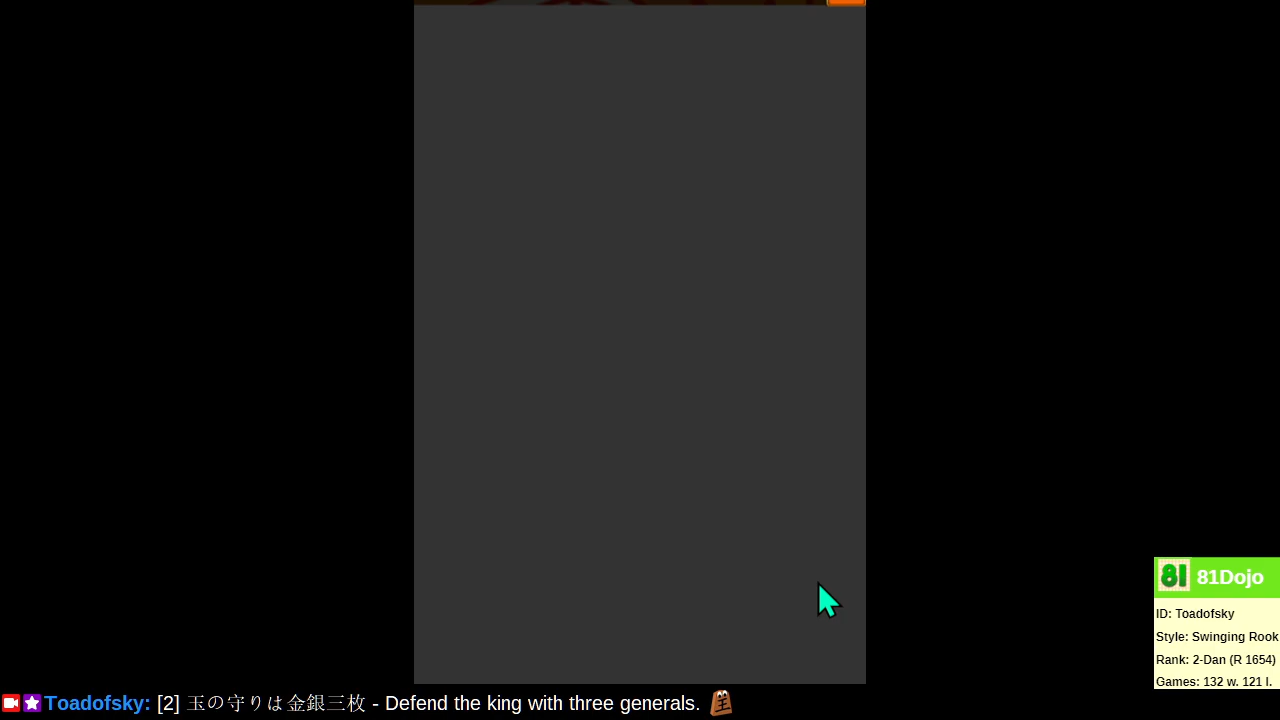 81 81Dojo
ID: Toadofsky
Style: Swinging Rook
Rank: 2-Dan (R 1654)
Games: 132 w. 121 l.
Toadofsky: [2] 玉の守りは金銀三枚 - Defend the king with three generals.